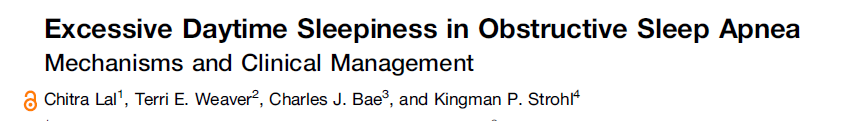 Excessive Daytime Sleepiness in Obstructive Sleep Apnea
Mechanisms and Clinical Management
Chitra Lal1, Terri E. Weaver2, Charles J. Bae3, and Kingman P. Strohl4